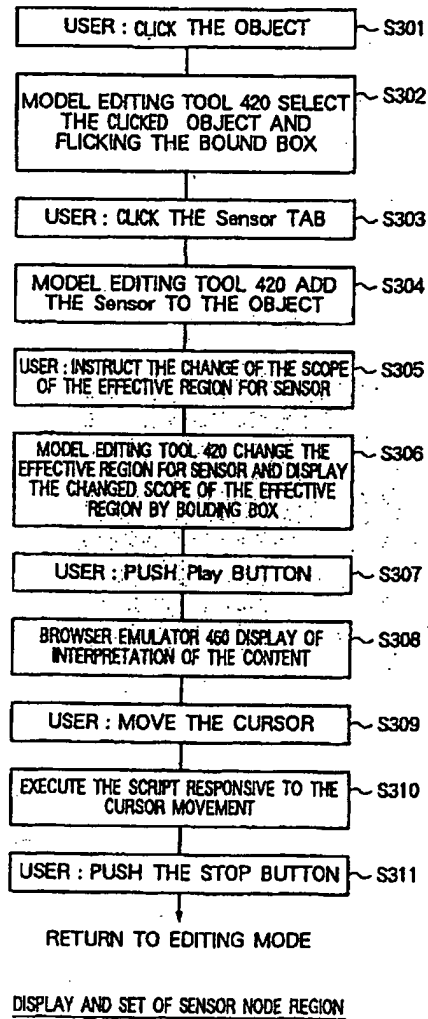 USER : CLICK THE OBJECT
S301
MODEL EDITING TOOL 420 SELECT
THE CLICKED OBJECT AND
FLICKING THE BOUND BOX
S302
USER : CLICK THE Sensor TAB
S303
MODEL EDITING TOOL 420 ADD
THE Sensor TO THE OBJECT
S304
USER : INSTRUCT THE CHANGE OF THE SCOPE
OF THE EFFECTIVE REGION FOR SENSOR
S305
MODEL EDITING TOOL 420 CHANGE THE
EFFECTIVE REGION FOR SENSOR AND DISPLAY
THE CHANGED SCOPE OF THE EFFECTIVE
REGION BY BOUDING BOX
S306
USER : PUSH Play BUTTON
S307
BROWSER EMULATOR 460 DISPLAY OF
INTERPRETATION OF THE CONTENT
S308
USER : MOVE THE CURSOR
S309
EXECUTE THE SCRIPT RESPONSIVE TO THE
CURSOR MOVEMENT
S310
USER : PUSH THE STOP BUTTON
S311
RETURN TO EDITING MODE
DISPLAY AND SET OF SENSOR NODE REGION